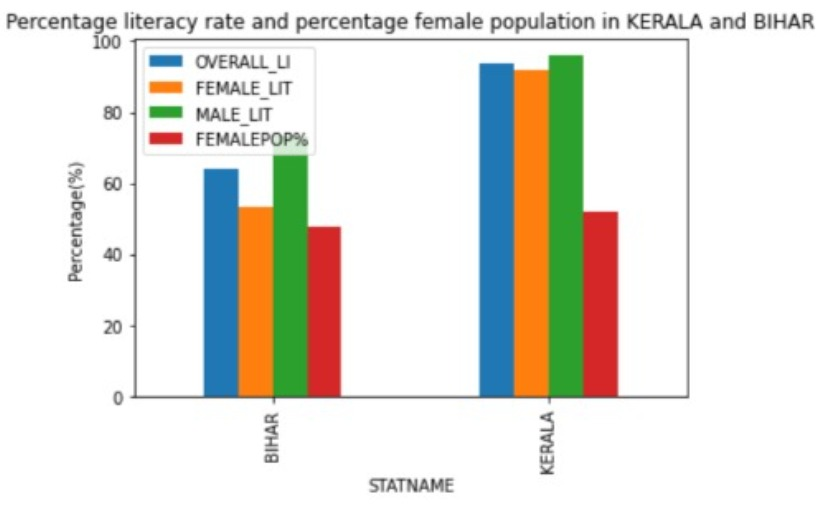 Percentage literacy rate and percentage female population in KERALA and BIHAR
100
80
60
40
20
0
Percentage(%)
OVERALL_LI
FEMALE_LIT
MALE_LIT
FEMALEPOP%
BIHAR
KERALA
STATNAME